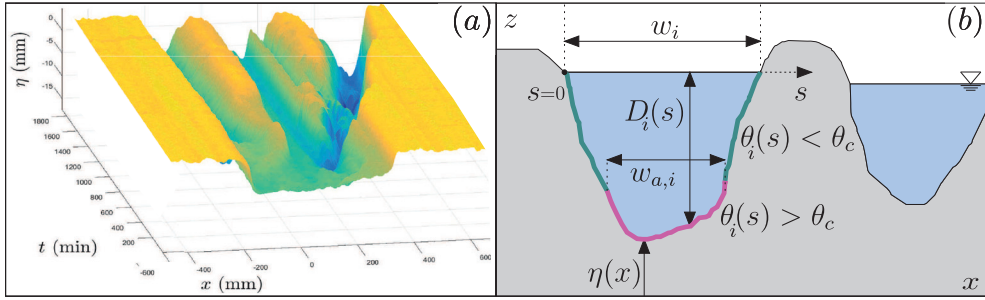 (a)
η (mm)
0
-5
-10
-15
1800
1600
1400
1200
1000
800
600
400
200
t (min)
-600
-400
-200
0
200
400
600
x (mm)
(b)
z
w_i
s=0
s
D_i(s)
θ_i(s) < θ_c
w_{a,i}
θ_i(s) > θ_c
η(x)
x